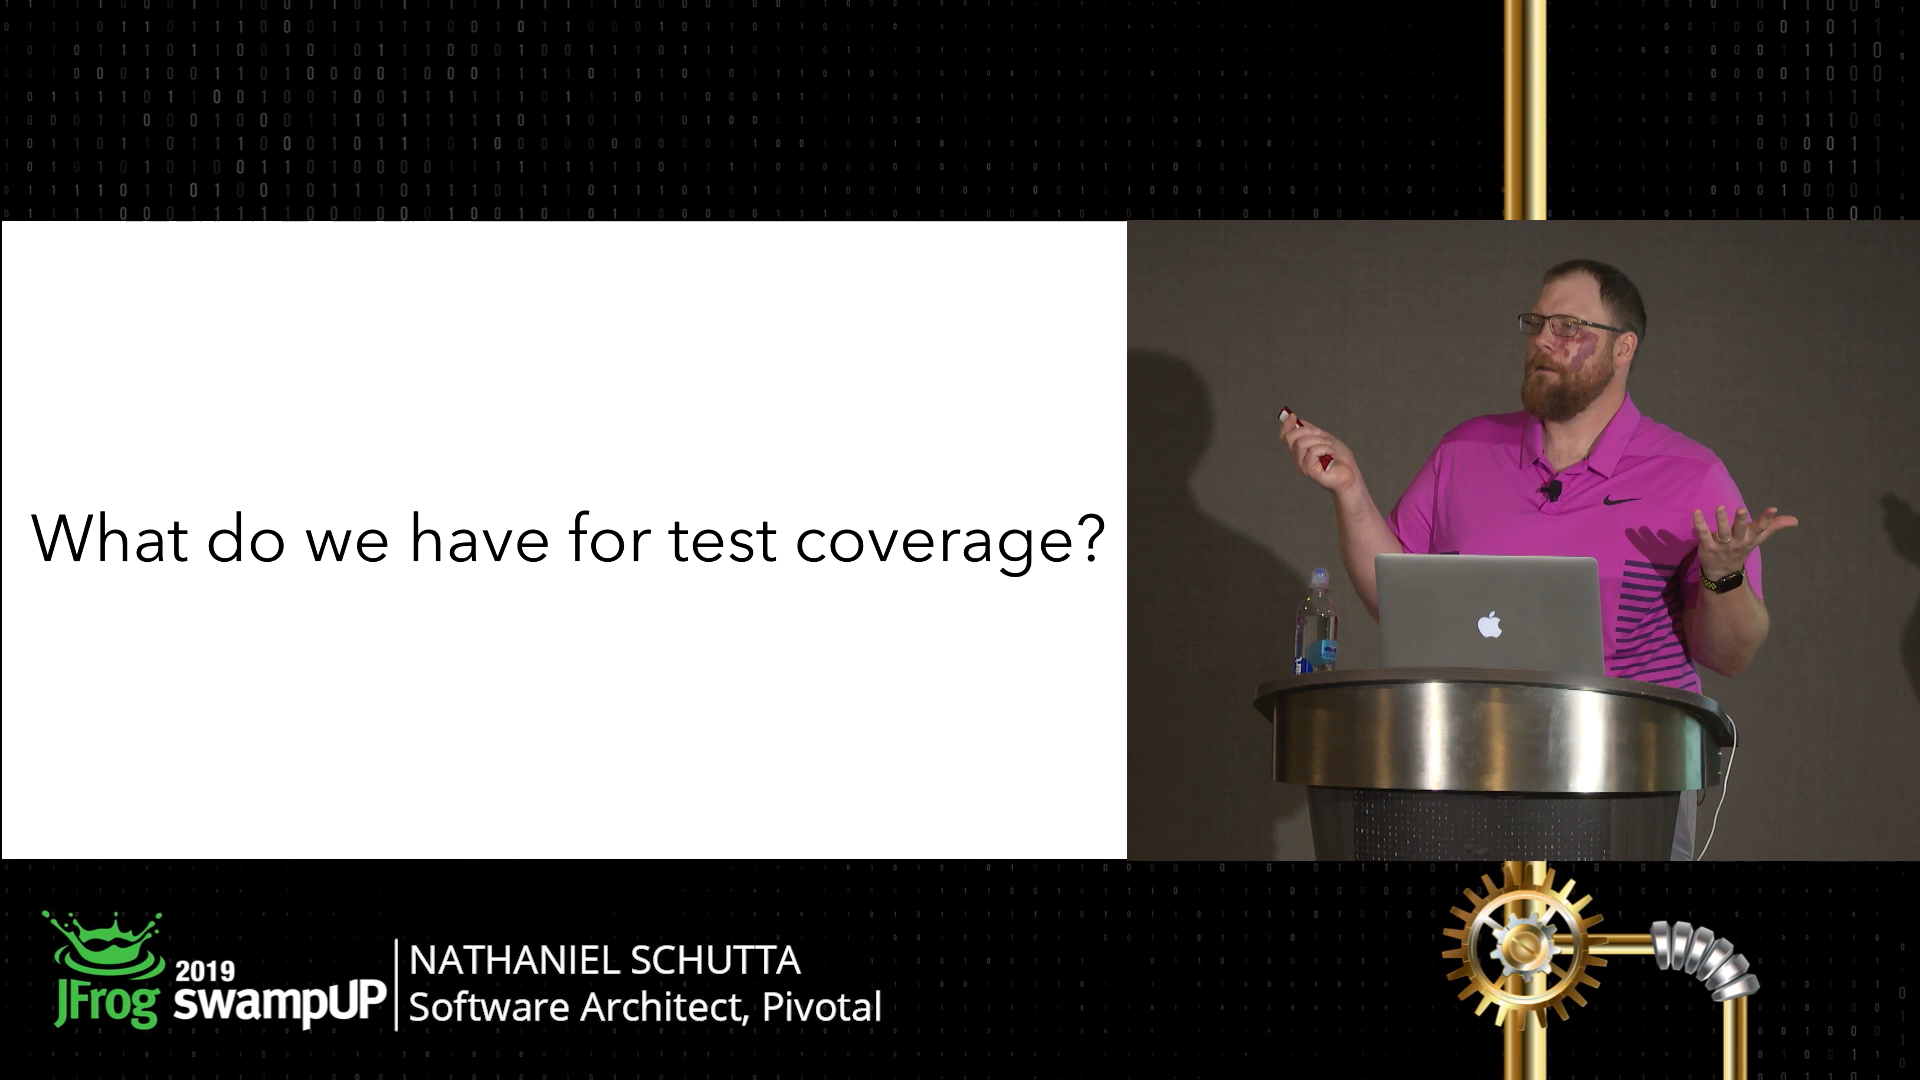 What do we have for test coverage?
JFrog
2019
swampUP
NATHANIEL SCHUTTA
Software Architect, Pivotal